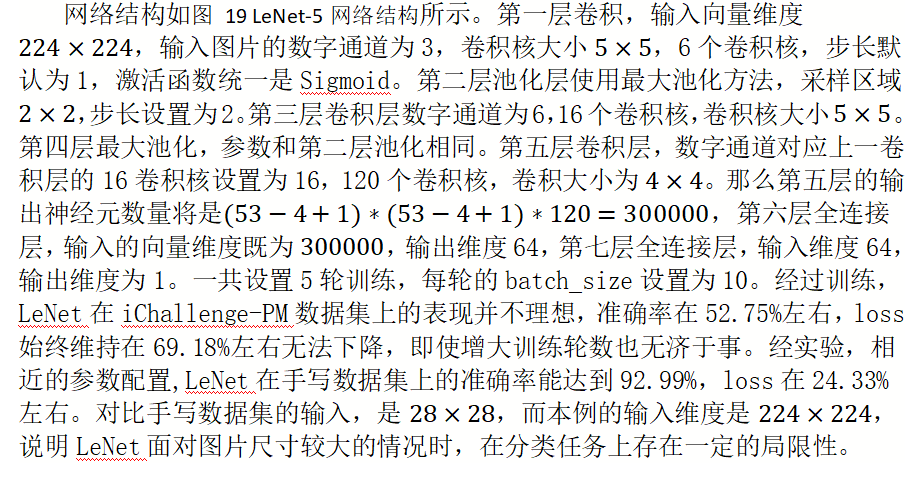 网络结构如图 19 LeNet-5 网络结构所示。第一层卷积，输入向量维度
224 × 224，输入图片的数字通道为 3，卷积核大小 5 × 5，6 个卷积核，步长默
认为 1，激活函数统一是 Sigmoid。第二层池化层使用最大池化方法，采样区域
2 × 2，步长设置为 2。第三层卷积层数字通道为 6，16 个卷积核，卷积核大小 5 × 5。
第四层最大池化，参数和第二层池化相同。第五层卷积层，数字通道对应上一卷
积层的 16 卷积核设置为 16，120 个卷积核，卷积大小为 4 × 4。那么第五层的输
出神经元数量将是(53 − 4 + 1) ∗ (53 − 4 + 1) ∗ 120 = 300000，第六层全连接
层，输入的向量维度既为 300000，输出维度 64，第七层全连接层，输入维度 64，
输出维度为 1。一共设置 5 轮训练，每轮的 batch_size 设置为 10。经过训练，
LeNet 在 iChallenge-PM 数据集上的表现并不理想，准确率在 52.75%左右，loss
始终维持在 69.18%左右无法下降，即使增大训练轮数也无济于事。经实验，相
近的参数配置，LeNet 在手写数据集上的准确率能达到 92.99%，loss 在 24.33%
左右。对比手写数据集的输入，是 28 × 28，而本例的输入维度是 224 × 224，
说明 LeNet 面对图片尺寸较大的情况时，在分类任务上存在一定的局限性。